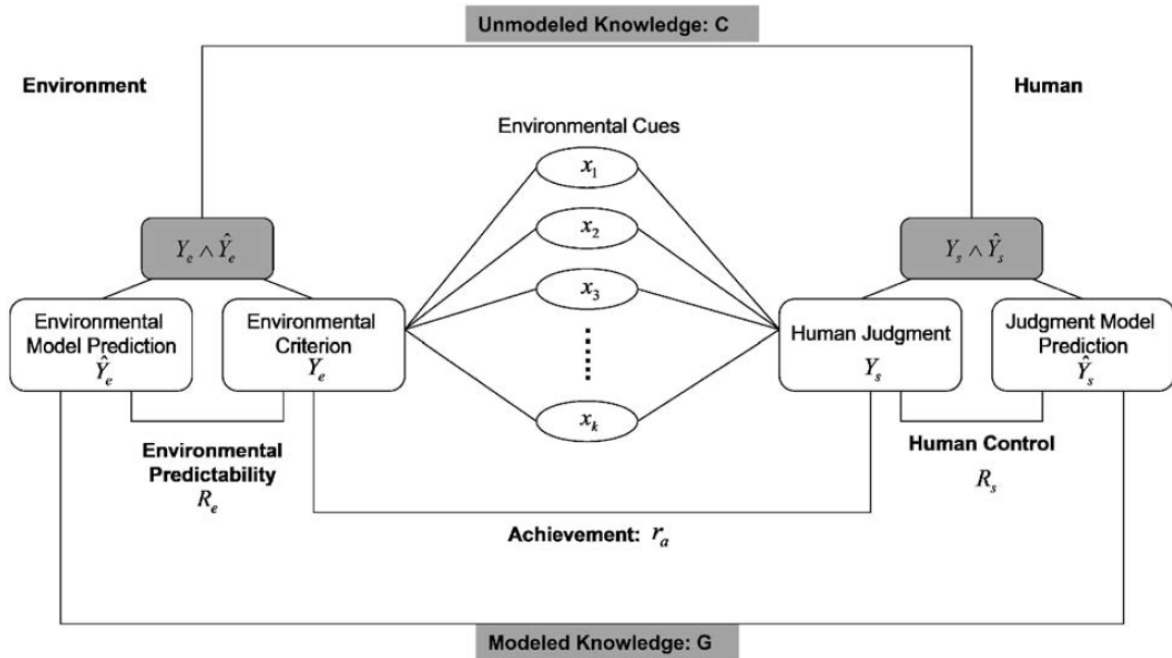 Unmodeled Knowledge: C
Environment
Human
Environmental Cues
x₁
x₂
x₃
xₖ
Yₑ ∧ Ŷₑ
Yₛ ∧ Ŷₛ
Environmental
Model Prediction
Ŷₑ
Environmental
Criterion
Yₑ
Human Judgment
Yₛ
Judgment Model
Prediction
Ŷₛ
Environmental
Predictability
Rₑ
Human Control
Rₛ
Achievement: rₐ
Modeled Knowledge: G